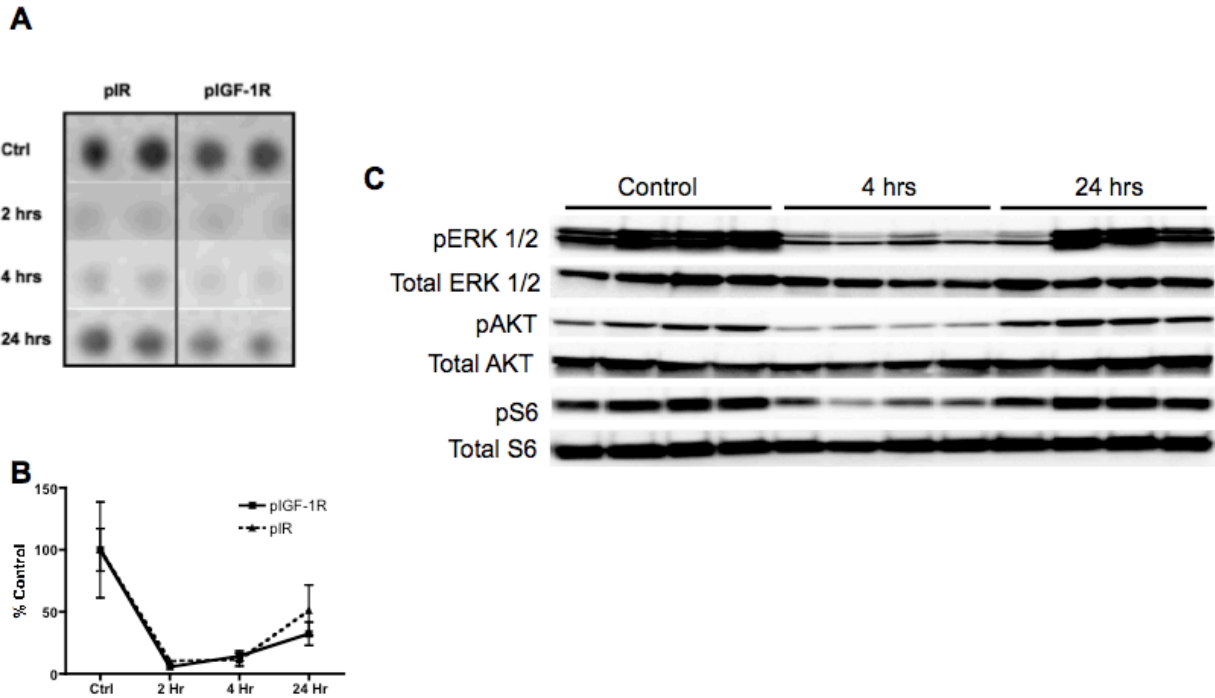 A
pIR pIGF-1R
Ctrl
2 hrs
4 hrs
24 hrs
B
150
100
50
0
% Control
pIGF-1R
pIR
Ctrl 2 Hr 4 Hr 24 Hr
C
Control 4 hrs 24 hrs
pERK 1/2
Total ERK 1/2
pAKT
Total AKT
pS6
Total S6